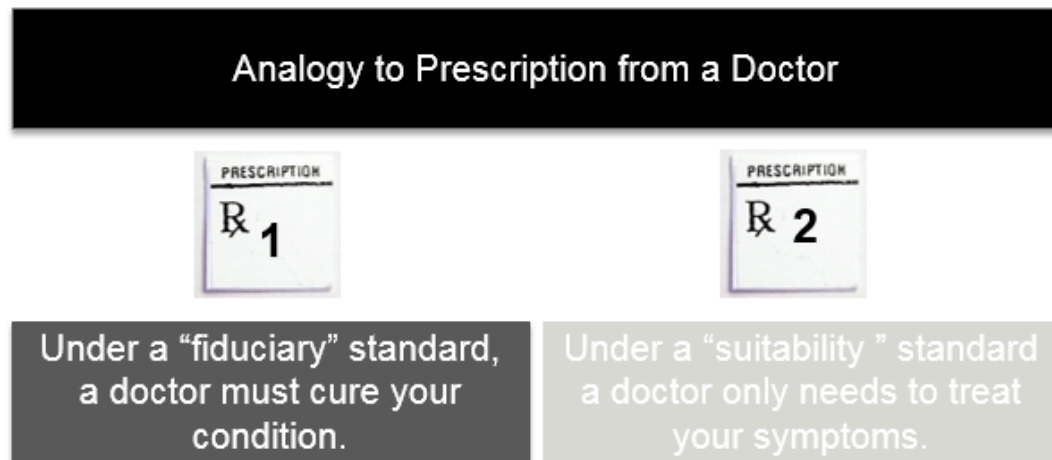 Analogy to Prescription from a Doctor
PRESCRIPTION
℞ 1
PRESCRIPTION
℞ 2
Under a “fiduciary” standard,
a doctor must cure your
condition.
Under a “suitability ” standard
a doctor only needs to treat
your symptoms.